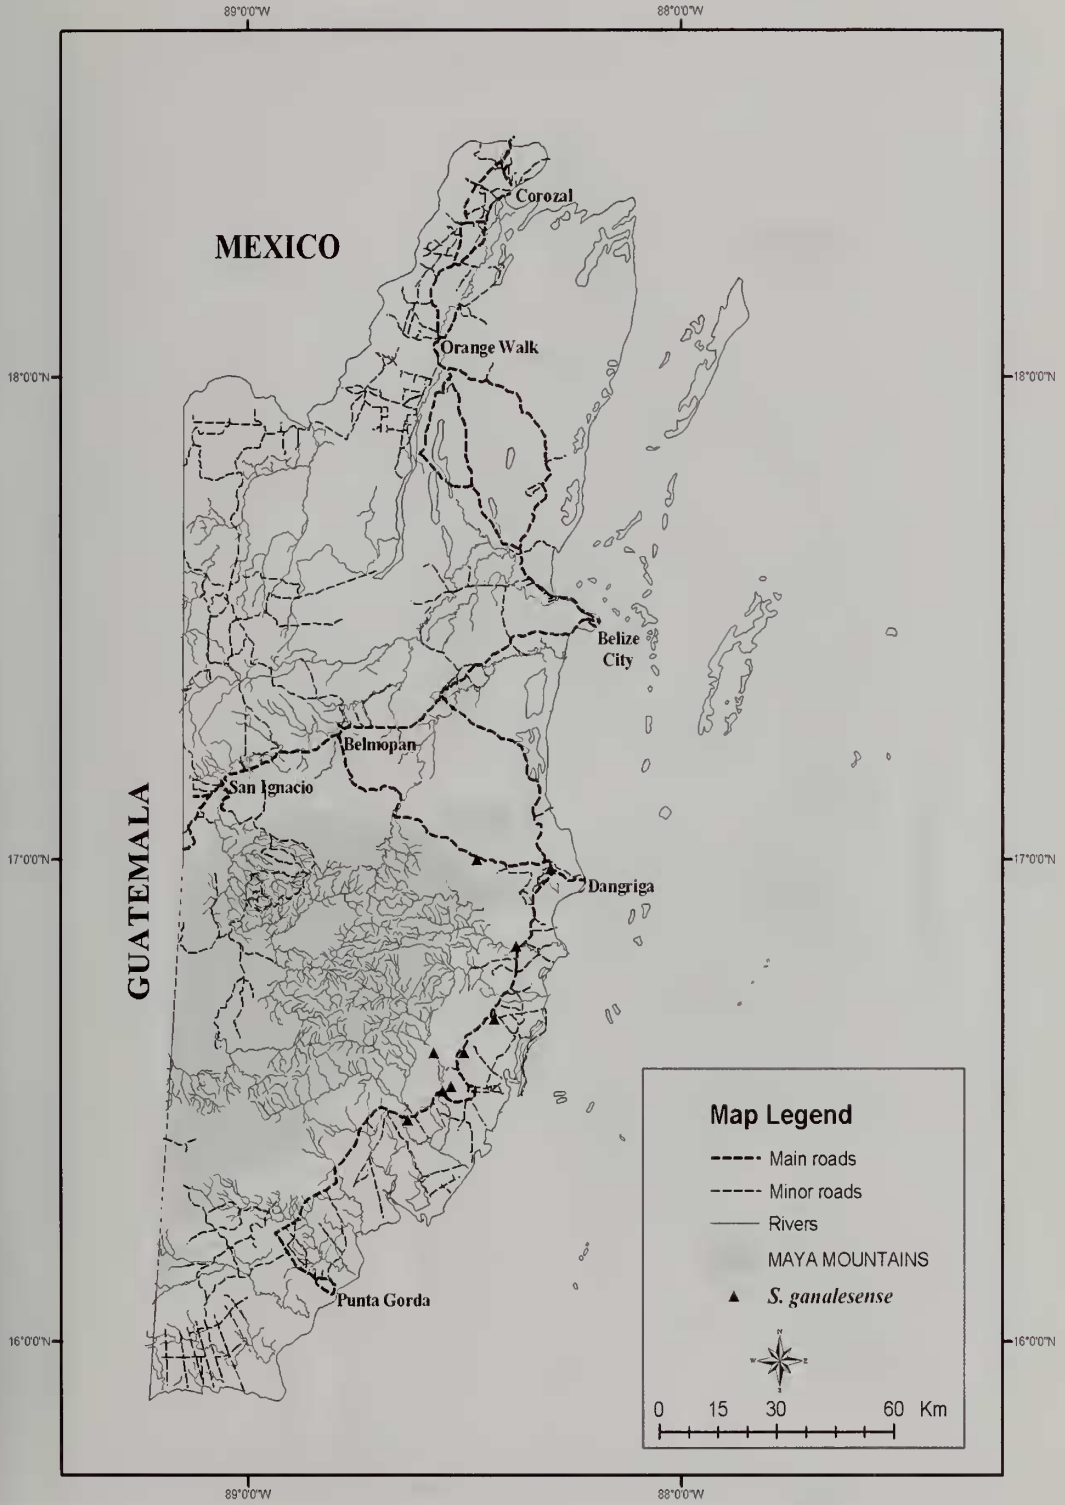 89°0'0"W
88°0'0"W
Corozal
MEXICO
Orange Walk
18°0'0"N
18°0'0"N
Belize
City
Belmopan
San Ignacio
GUATEMALA
17°0'0"N
17°0'0"N
Dangriga
Map Legend
Main roads
Minor roads
Rivers
MAYA MOUNTAINS
S. ganalesense
Punta Gorda
16°0'0"N
16°0'0"N
N
W
E
S
0 15 30 60 Km
89°0'0"W
88°0'0"W